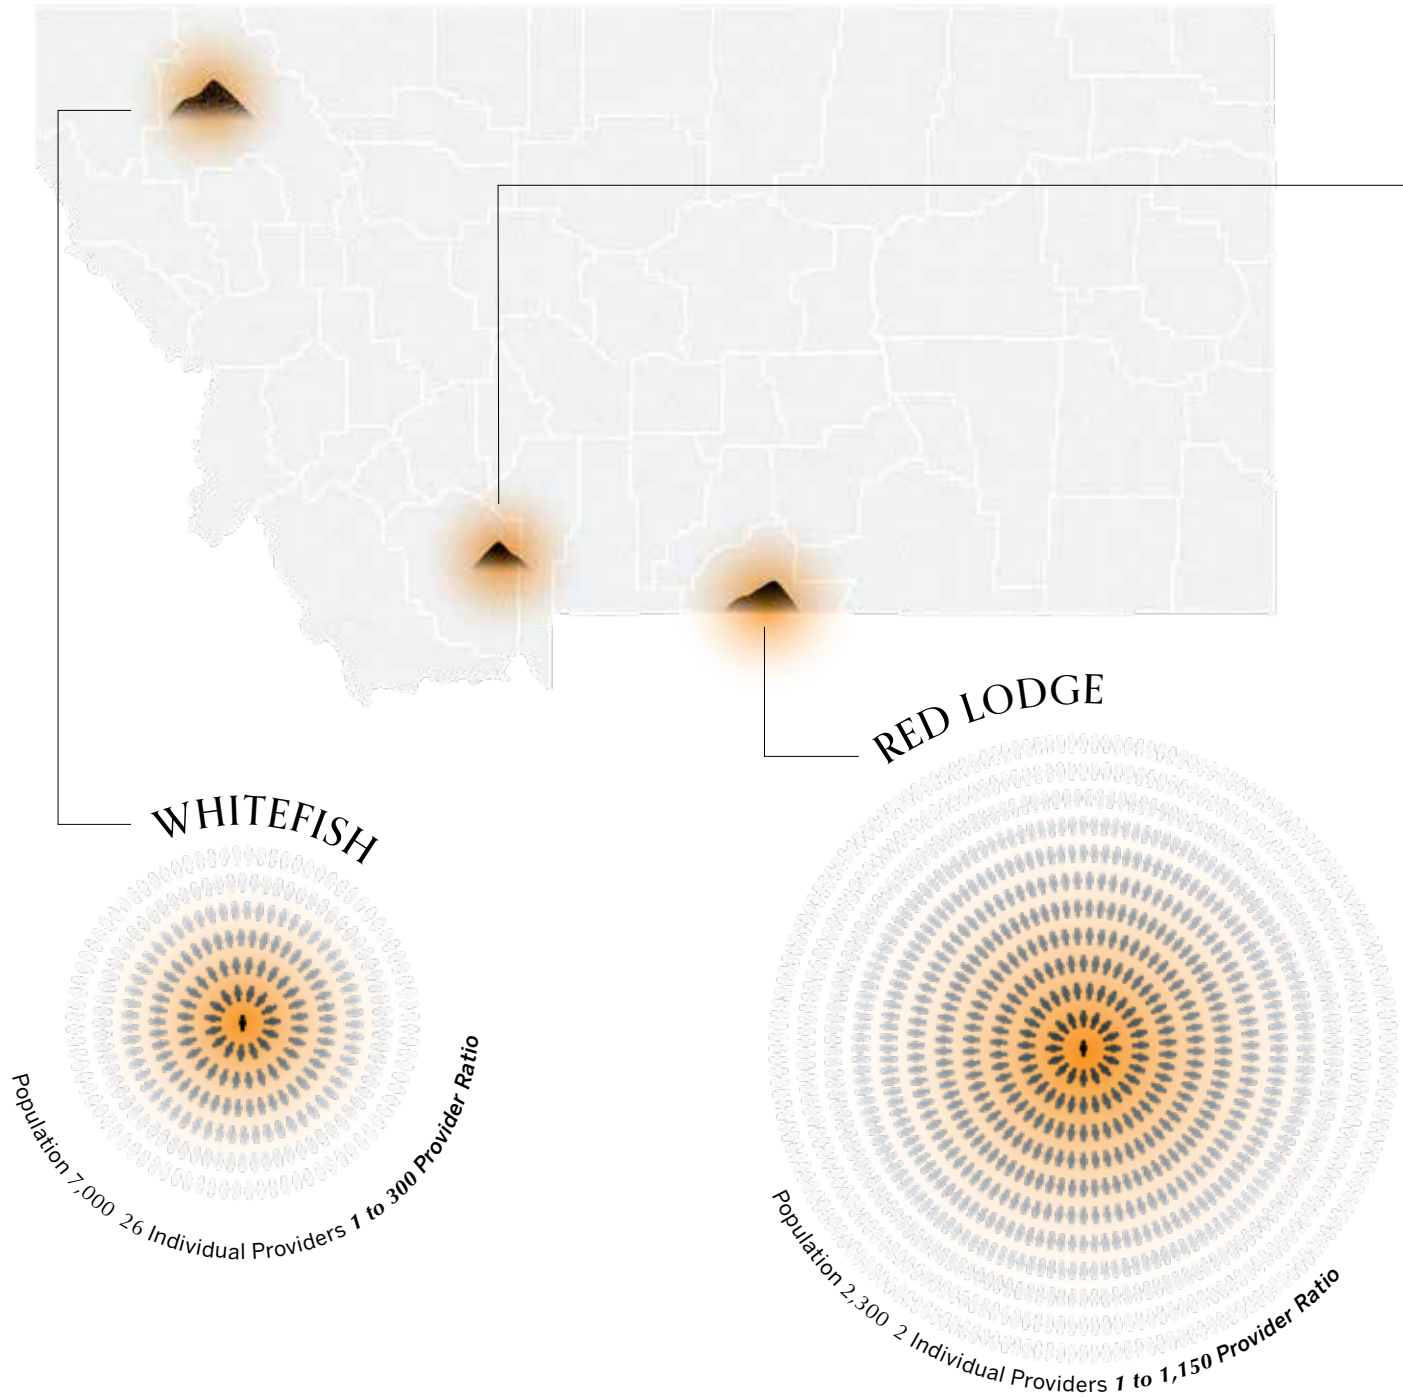 RED LODGE
WHITEFISH
Population 7,000 26 Individual Providers 1 to 300 Provider Ratio
Population 2,300 2 Individual Providers 1 to 1,150 Provider Ratio